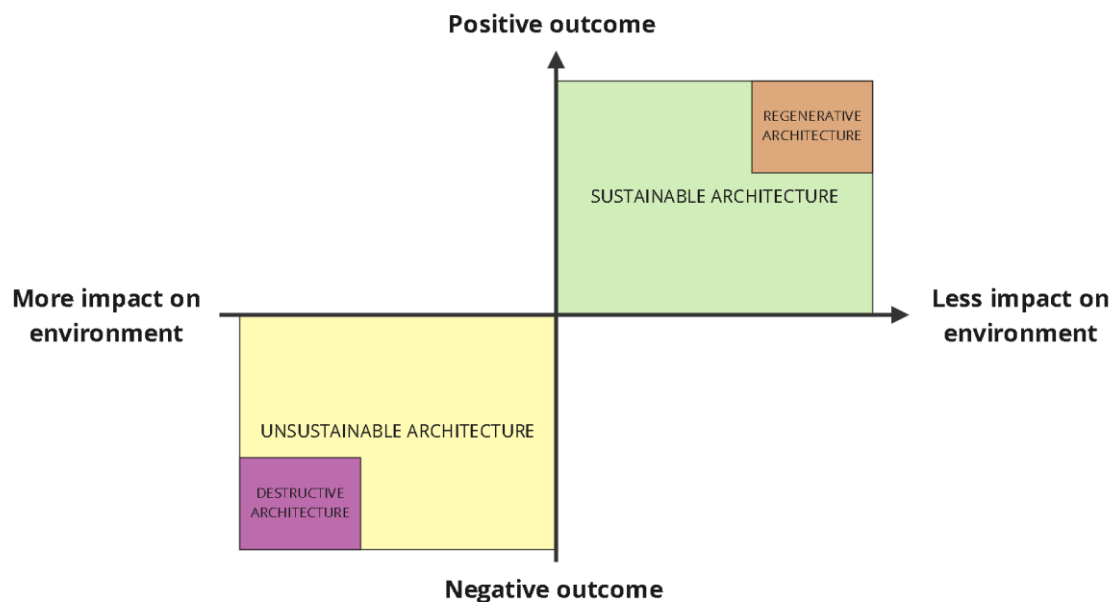 Positive outcome
REGENERATIVE
ARCHITECTURE
SUSTAINABLE ARCHITECTURE
More impact on
environment
Less impact on
environment
UNSUSTAINABLE ARCHITECTURE
DESTRUCTIVE
ARCHITECTURE
Negative outcome